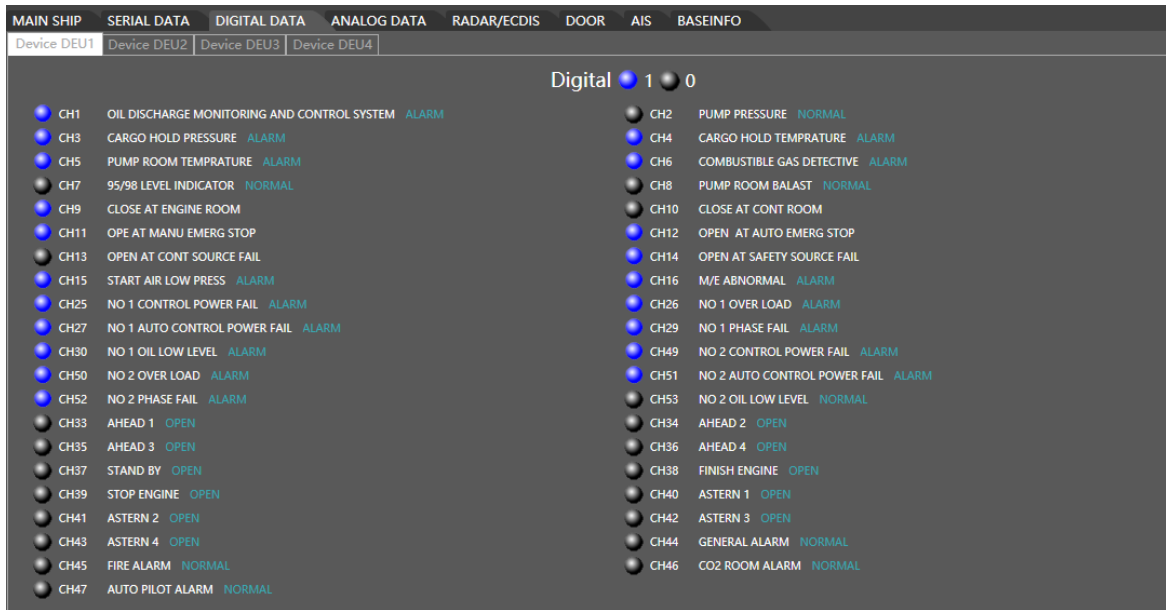 MAIN SHIP SERIAL DATA DIGITAL DATA ANALOG DATA RADAR/ECDIS DOOR AIS BASEINFO
Device DEU1 Device DEU2 Device DEU3 Device DEU4
Digital 1 0
CH1 OIL DISCHARGE MONITORING AND CONTROL SYSTEM ALARM CH2 PUMP PRESSURE NORMAL
CH3 CARGO HOLD PRESSURE ALARM CH4 CARGO HOLD TEMPRATURE ALARM
CH5 PUMP ROOM TEMPRATURE ALARM CH6 COMBUSTIBLE GAS DETECTIVE ALARM
CH7 95/98 LEVEL INDICATOR NORMAL CH8 PUMP ROOM BALAST NORMAL
CH9 CLOSE AT ENGINE ROOM CH10 CLOSE AT CONT ROOM
CH11 OPE AT MANU EMERG STOP CH12 OPEN AT AUTO EMERG STOP
CH13 OPEN AT CONT SOURCE FAIL CH14 OPEN AT SAFETY SOURCE FAIL
CH15 START AIR LOW PRESS ALARM CH16 M/E ABNORMAL ALARM
CH25 NO 1 CONTROL POWER FAIL ALARM CH26 NO 1 OVER LOAD ALARM
CH27 NO 1 AUTO CONTROL POWER FAIL ALARM CH29 NO 1 PHASE FAIL ALARM
CH30 NO 1 OIL LOW LEVEL ALARM CH49 NO 2 CONTROL POWER FAIL ALARM
CH50 NO 2 OVER LOAD ALARM CH51 NO 2 AUTO CONTROL POWER FAIL ALARM
CH52 NO 2 PHASE FAIL ALARM CH53 NO 2 OIL LOW LEVEL NORMAL
CH33 AHEAD 1 OPEN CH34 AHEAD 2 OPEN
CH35 AHEAD 3 OPEN CH36 AHEAD 4 OPEN
CH37 STAND BY OPEN CH38 FINISH ENGINE OPEN
CH39 STOP ENGINE OPEN CH40 ASTERN 1 OPEN
CH41 ASTERN 2 OPEN CH42 ASTERN 3 OPEN
CH43 ASTERN 4 OPEN CH44 GENERAL ALARM NORMAL
CH45 FIRE ALARM NORMAL CH46 CO2 ROOM ALARM NORMAL
CH47 AUTO PILOT ALARM NORMAL